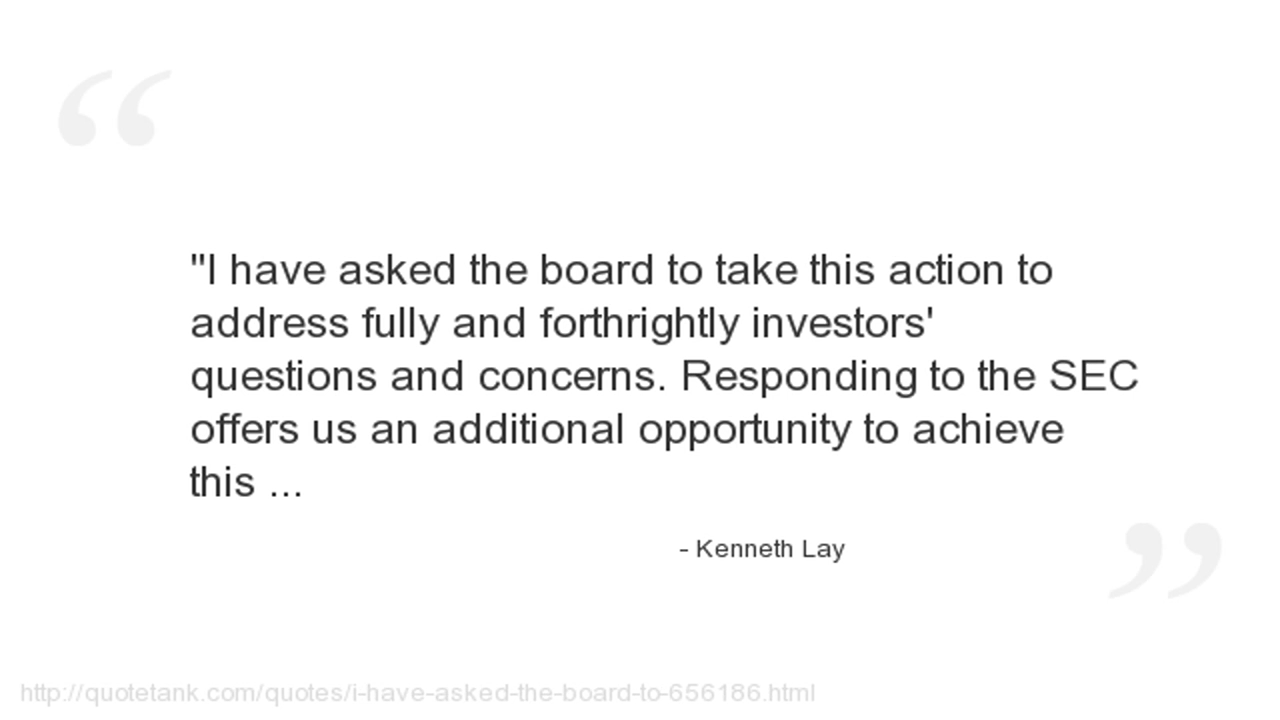 "I have asked the board to take this action to
address fully and forthrightly investors'
questions and concerns. Responding to the SEC
offers us an additional opportunity to achieve
this ...
- Kenneth Lay
http://quotetank.com/quotes/i-have-asked-the-board-to-656186.html